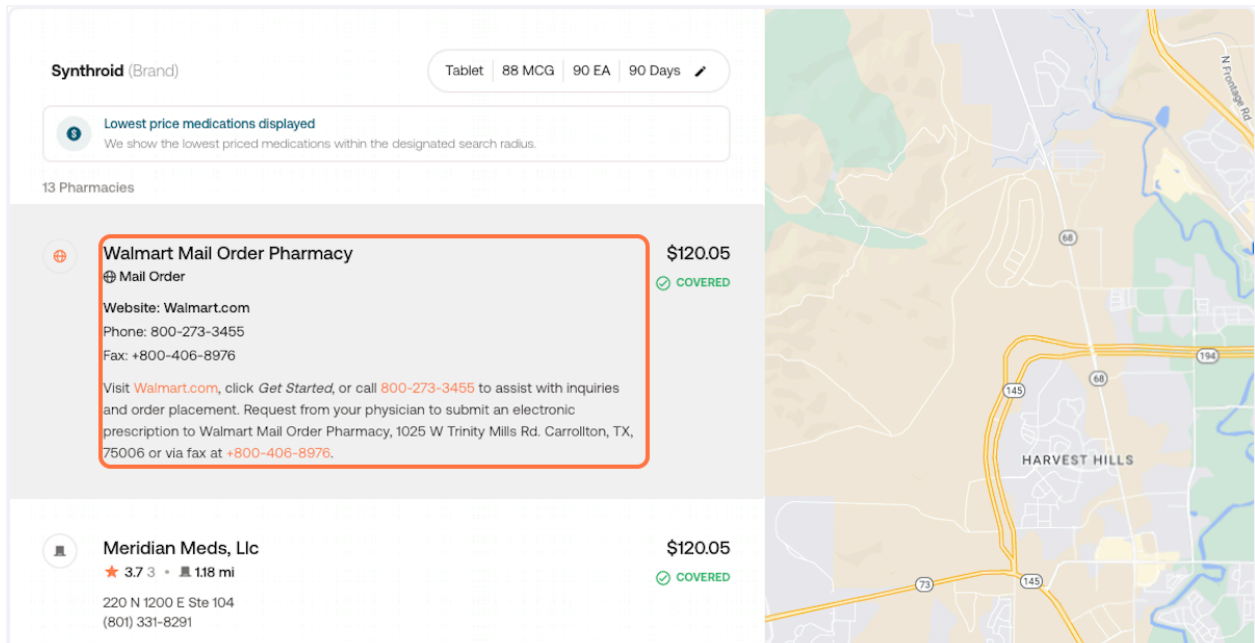 Synthroid (Brand)
Tablet 88 MCG 90 EA 90 Days
Lowest price medications displayed
We show the lowest priced medications within the designated search radius.
13 Pharmacies
Walmart Mail Order Pharmacy
$120.05
Mail Order
COVERED
Website: Walmart.com
Phone: 800-273-3455
Fax: +800-406-8976
Visit Walmart.com, click Get Started, or call 800-273-3455 to assist with inquiries
and order placement. Request from your physician to submit an electronic
prescription to Walmart Mail Order Pharmacy, 1025 W Trinity Mills Rd. Carrollton, TX,
75006 or via fax at +800-406-8976.
Meridian Meds, Llc
$120.05
3.7 3 • 1.18 mi
COVERED
220 N 1200 E Ste 104
(801) 331-8291
N Frontage Rd
68
194
68
145
HARVEST HILLS
73
145